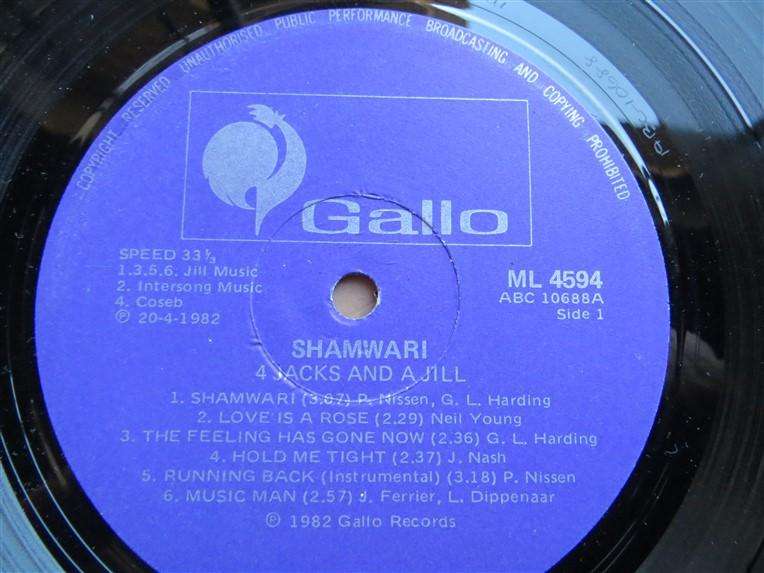 COPYRIGHT RESERVED UNAUTHORISED PUBLIC PERFORMANCE BROADCASTING AND COPYING PROHIBITED
Gallo
SPEED 33⅓
1.3.5.6. Jill Music
2. Intersong Music
4. Coseb
℗ 20-4-1982
ML 4594
ABC 10688A
Side 1
SHAMWARI
4 JACKS AND A JILL
1. SHAMWARI (3.07) P. Nissen, G. L. Harding
2. LOVE IS A ROSE (2.29) Neil Young
3. THE FEELING HAS GONE NOW (2.36) G. L. Harding
4. HOLD ME TIGHT (2.37) J. Nash
5. RUNNING BACK (Instrumental) (3.18) P. Nissen
6. MUSIC MAN (2.57) J. Ferrier, L. Dippenaar
℗ 1982 Gallo Records